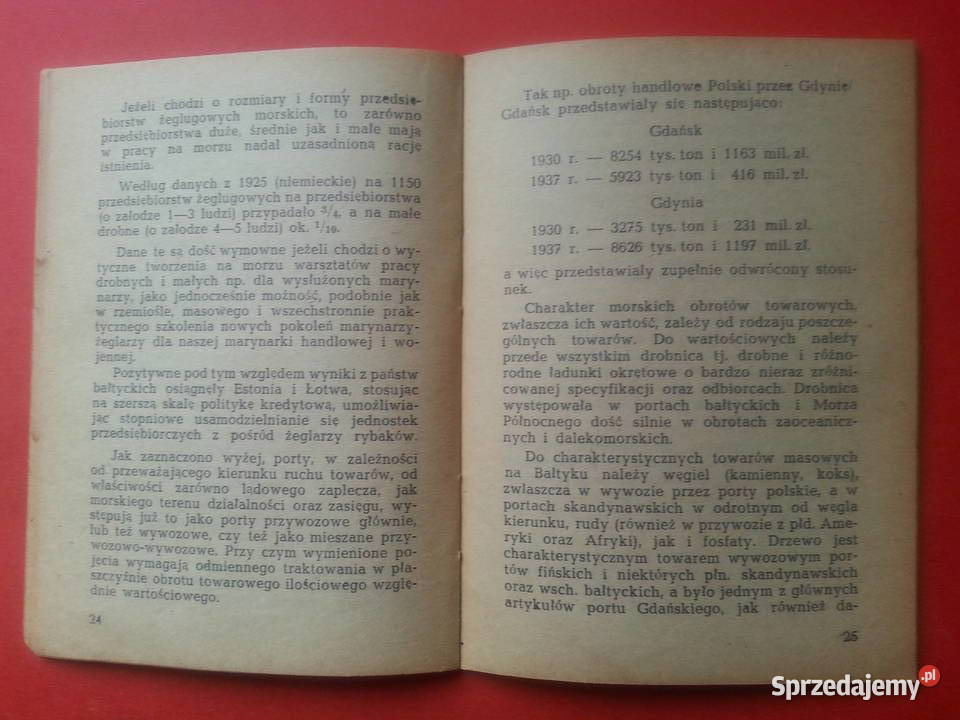 Jeżeli chodzi o rozmiary i formy przedsię-
biorstw żeglugowych morskich, to zarówno
przedsiębiorstwa duże, średnie jak i małe mają
w pracy na morzu nadal uzasadnioną rację
istnienia.
Według danych z 1925 (niemieckie) na 1150
przedsiębiorstw żeglugowych na przedsiębiorstwa
(o załodze 1—3 ludzi) przypadało 3/4, a na małe
drobne (o załodze 4—5 ludzi) ok. 1/10.
Dane te są dość wymowne jeżeli chodzi o wy-
tyczne tworzenia na morzu warsztatów pracy
drobnych i małych np. dla wysłużonych mary-
narzy, jako jednocześnie możność, podobnie jak
w rzemiośle, masowego i wszechstronnie prak-
tycznego szkolenia nowych pokoleń marynarzy-
żeglarzy dla naszej marynarki handlowej i wo-
jennej.
Pozytywne pod tym względem wyniki z państw
bałtyckich osiągnęły Estonia i Łotwa, stosując
na szerszą skalę politykę kredytową, umożliwia-
jąc stopniowe usamodzielnianie się jednostek
przedsiębiorczych z pośród żeglarzy rybaków.
Jak zaznaczono wyżej, porty, w zależności
od przeważającego kierunku ruchu towarów, od
właściwości zarówno lądowego zaplecza, jak
morskiego terenu działalności oraz zasięgu, wy-
stępują już to jako porty przywozowe głównie,
lub też wywozowe, czy też jako mieszane przy-
wozowo-wywozowe. Przy czym wymienione po-
jęcia wymagają odmiennego traktowania w pła-
szczyźnie obrotu towarowego ilościowego wzglę-
dnie wartościowego.
24
Tak np. obroty handlowe Polski przez Gdynię/
Gdańsk przedstawiały się następująco:
Gdańsk
1930 r. — 8254 tys. ton i 1163 mil. zł.
1937 r. — 5923 tys. ton i 416 mil. zł.
Gdynia
1930 r. — 3275 tys. ton i 231 mil. zł.
1937 r. — 8626 tys. ton i 1197 mil. zł.
a więc przedstawiały zupełnie odwrócony stosu-
nek.
Charakter morskich obrotów towarowych,
zwłaszcza ich wartość, zależy od rodzaju poszcze-
gólnych towarów. Do wartościowych należy
przede wszystkim drobnica tj. drobne i różno-
rodne ładunki okrętowe o bardzo nieraz zróżni-
cowanej specyfikacji oraz odbiorcach. Drobnica
występowała w portach bałtyckich i Morza
Północnego dość silnie w obrotach zaoceanicz-
nych i dalekomorskich.
Do charakterystycznych towarów masowych
na Bałtyku należy węgiel (kamienny, koks),
zwłaszcza w wywozie przez porty polskie, a w
portach skandynawskich w odrotnym od węgla
kierunku, rudy (również w przywozie z płd. Ame-
ryki oraz Afryki), jak i fosfaty. Drzewo jest
charakterystycznym towarem wywozowym por-
tów fińskich i niektórych płn. skandynawskich
oraz wsch. bałtyckich, a było jednym z głównych
artykułów portu Gdańskiego, jak również da-
25
Sprzedajemy.pl